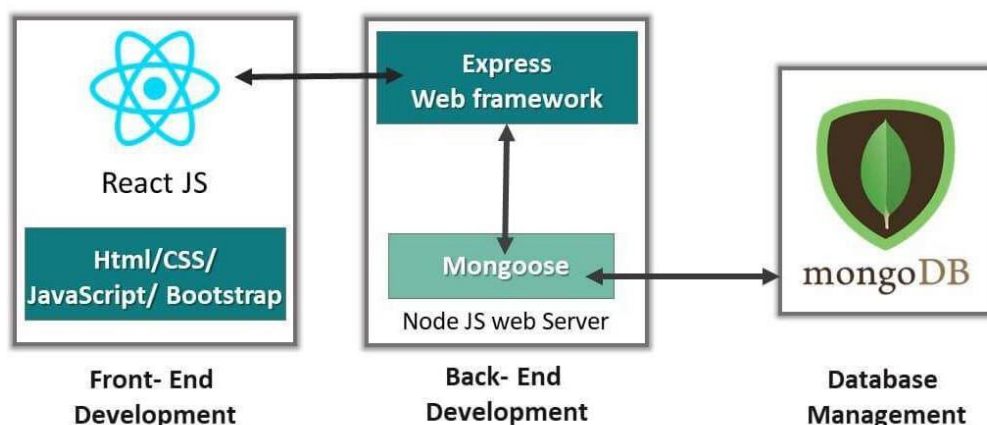 React JS
Html/CSS/
JavaScript/ Bootstrap
Front- End
Development
Express
Web framework
Mongoose
Node JS web Server
Back- End
Development
mongoDB
Database
Management